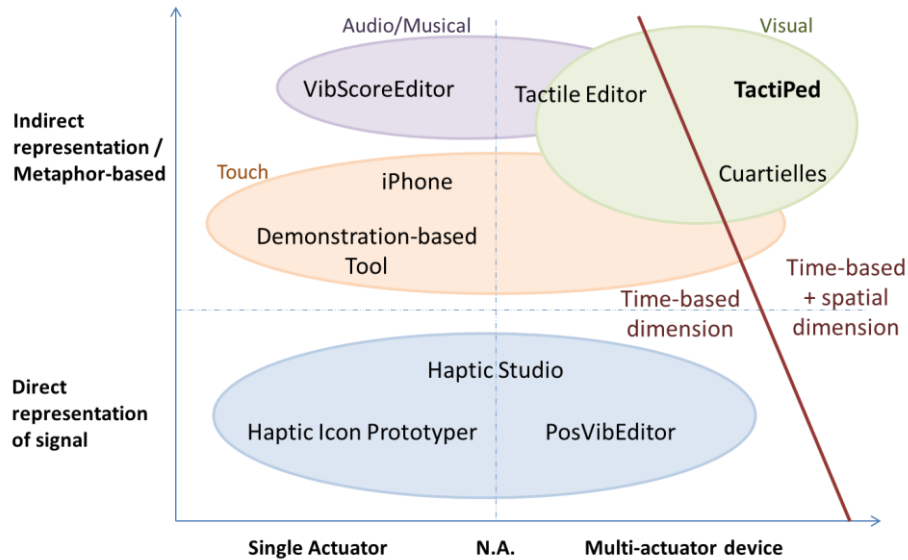 Audio/Musical
Visual
VibScoreEditor
Tactile Editor
TactiPed
Indirect
representation /
Metaphor-based
Touch
iPhone
Cuartielles
Demonstration-based
Tool
Time-based
dimension
Time-based
+ spatial
dimension
Direct
representation
of signal
Haptic Studio
Haptic Icon Prototyper
PosVibEditor
Single Actuator
N.A.
Multi-actuator device